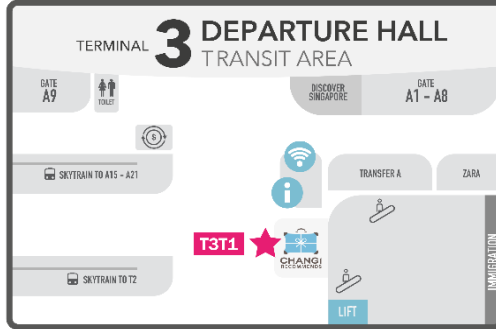 TERMINAL 3 DEPARTURE HALL
TRANSIT AREA
GATE
A9
TOILET
DISCOVER
SINGAPORE
GATE
A1 - A8
$
SKYTRAIN TO A15 - A21
i
TRANSFER A
ZARA
T3T1
CHANGI
RECOMMENDS
IMMIGRATION
SKYTRAIN TO T2
LIFT